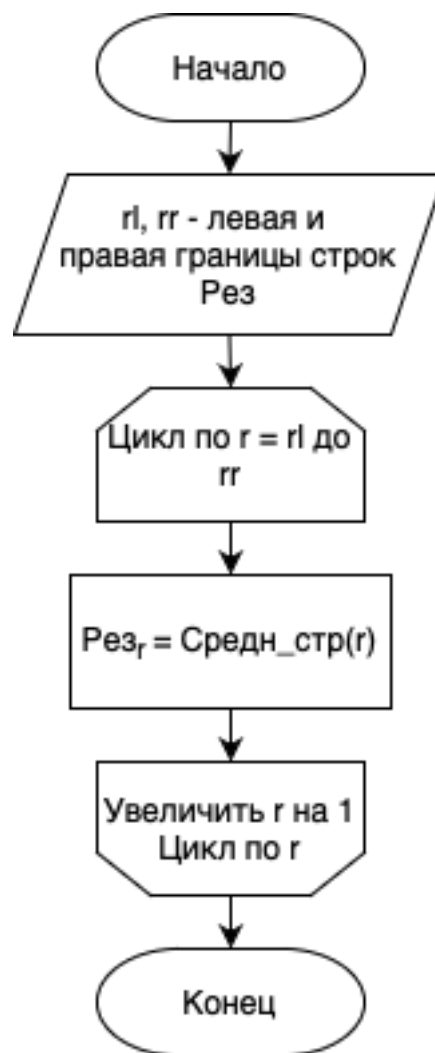 Начало
rl, rr - левая и
правая границы строк
Рез
Цикл по r = rl до
rr
Резr = Средн_стр(r)
Увеличить r на 1
Цикл по r
Конец